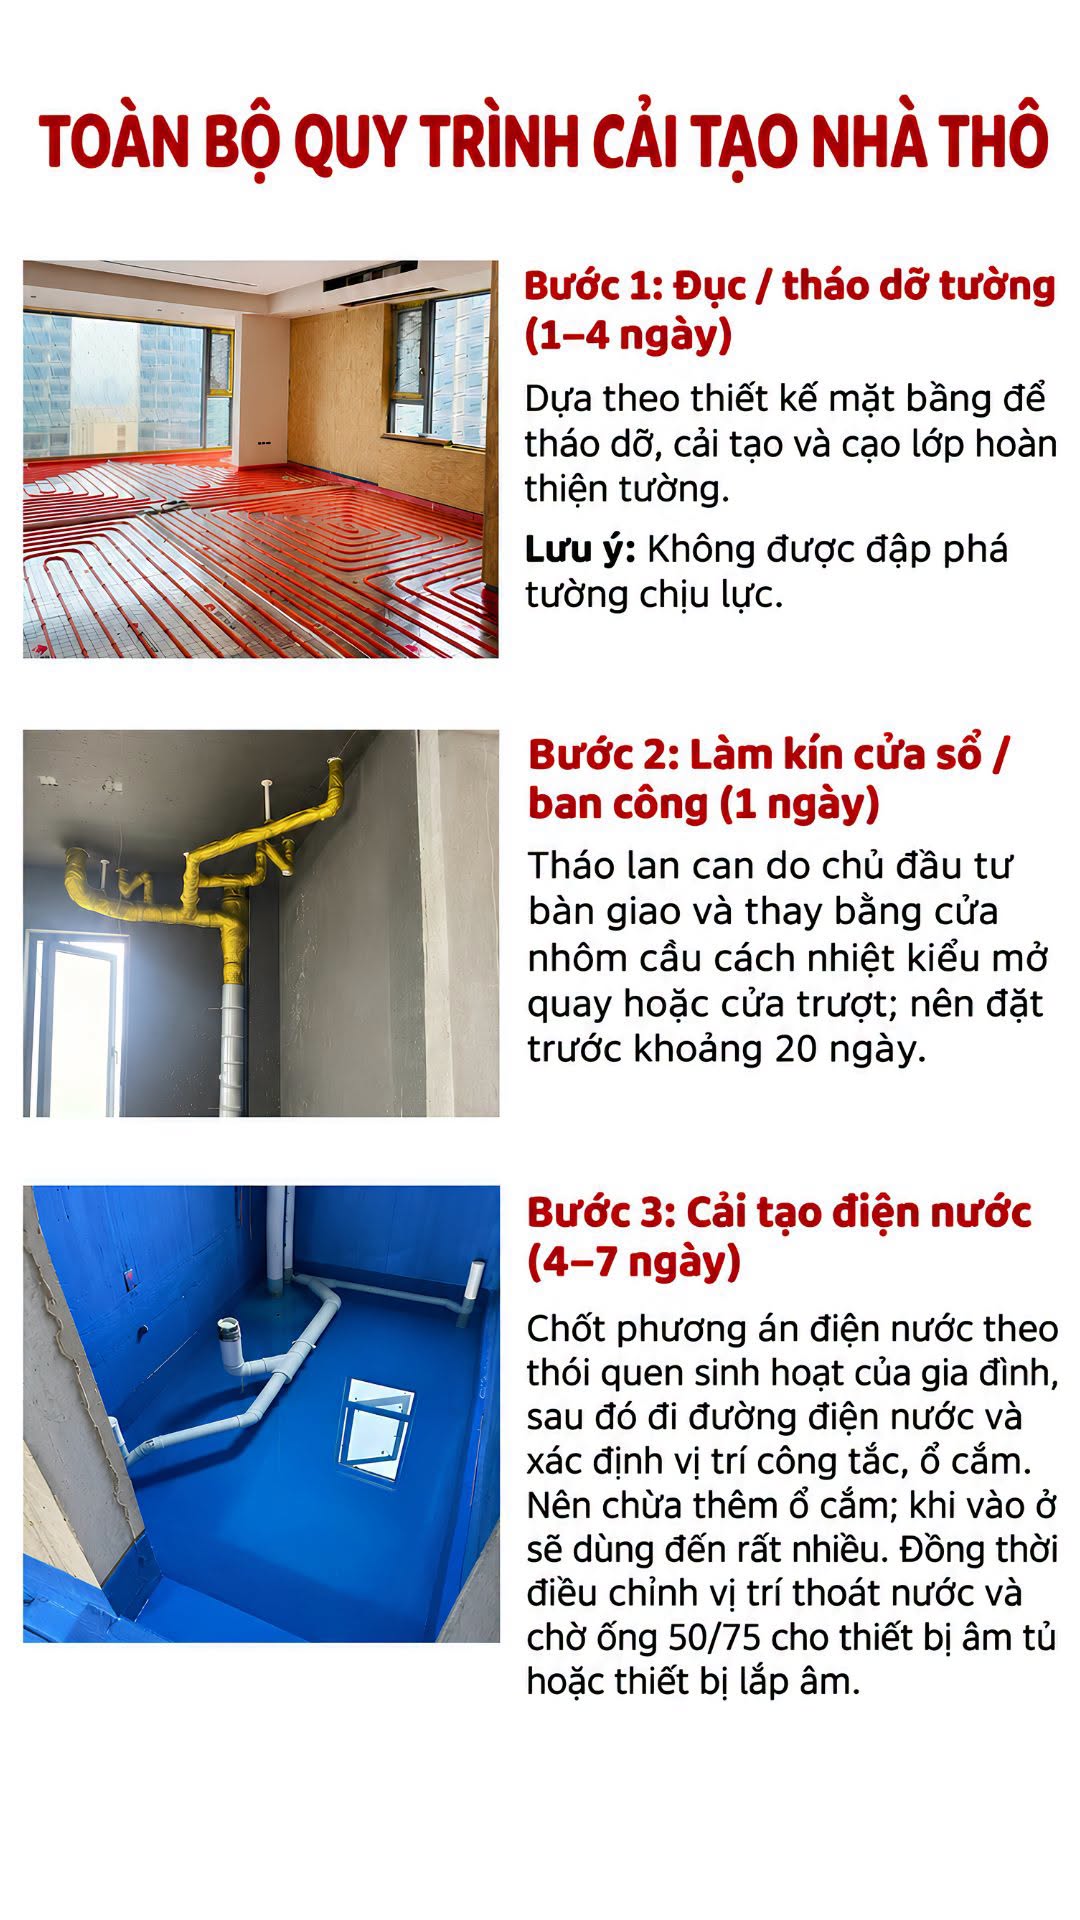 TOÀN BỘ QUY TRÌNH CẢI TẠO NHÀ THÔ
Bước 1: Đục / tháo dỡ tường
(1–4 ngày)
Dựa theo thiết kế mặt bằng để
tháo dỡ, cải tạo và cạo lớp hoàn
thiện tường.
Lưu ý: Không được đập phá
tường chịu lực.
Bước 2: Làm kín cửa sổ /
ban công (1 ngày)
Tháo lan can do chủ đầu tư
bàn giao và thay bằng cửa
nhôm cầu cách nhiệt kiểu mở
quay hoặc cửa trượt; nên đặt
trước khoảng 20 ngày.
Bước 3: Cải tạo điện nước
(4–7 ngày)
Chốt phương án điện nước theo
thói quen sinh hoạt của gia đình,
sau đó đi đường điện nước và
xác định vị trí công tắc, ổ cắm.
Nên chừa thêm ổ cắm; khi vào ở
sẽ dùng đến rất nhiều. Đồng thời
điều chỉnh vị trí thoát nước và
chờ ống 50/75 cho thiết bị âm tủ
hoặc thiết bị lắp âm.